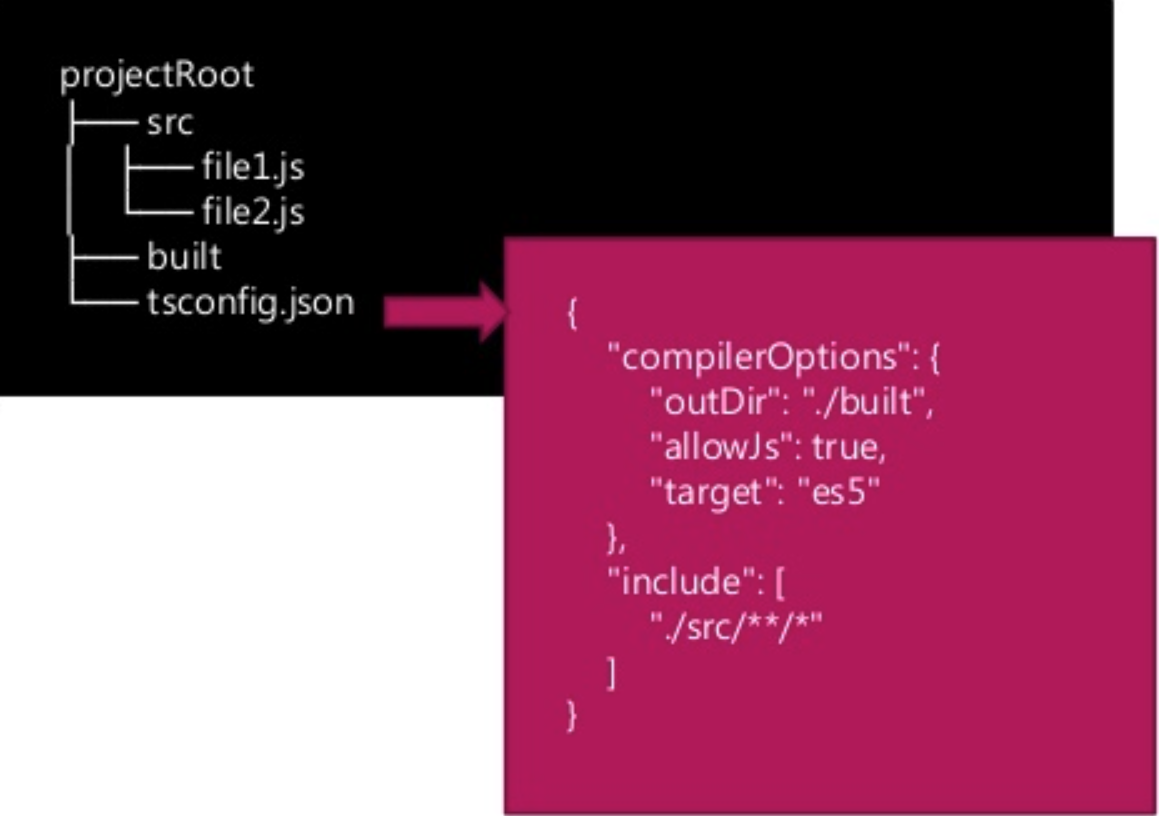 projectRoot
src
file1.js
file2.js
built
tsconfig.json
{
"compilerOptions": {
"outDir": "./built",
"allowJs": true,
"target": "es5"
},
"include": [
"./src/**/*"
]
}